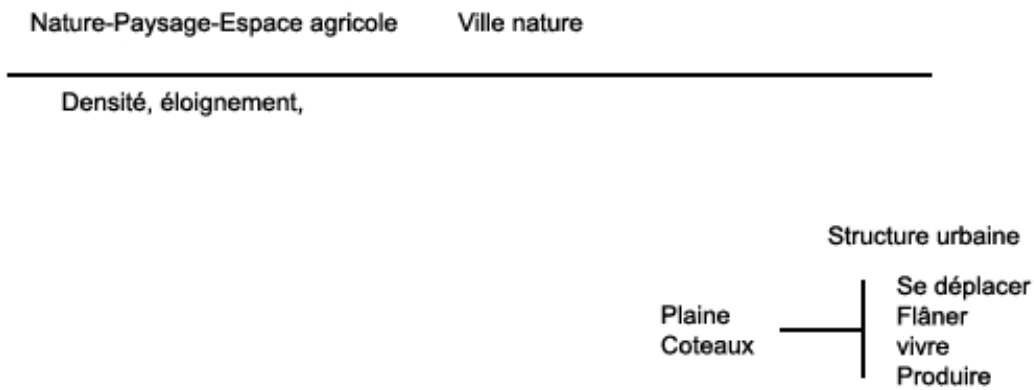 Nature-Paysage-Espace agricole Ville nature
Densité, éloignement,
Structure urbaine
Se déplacer
Plaine Flâner
Coteaux vivre
Produire